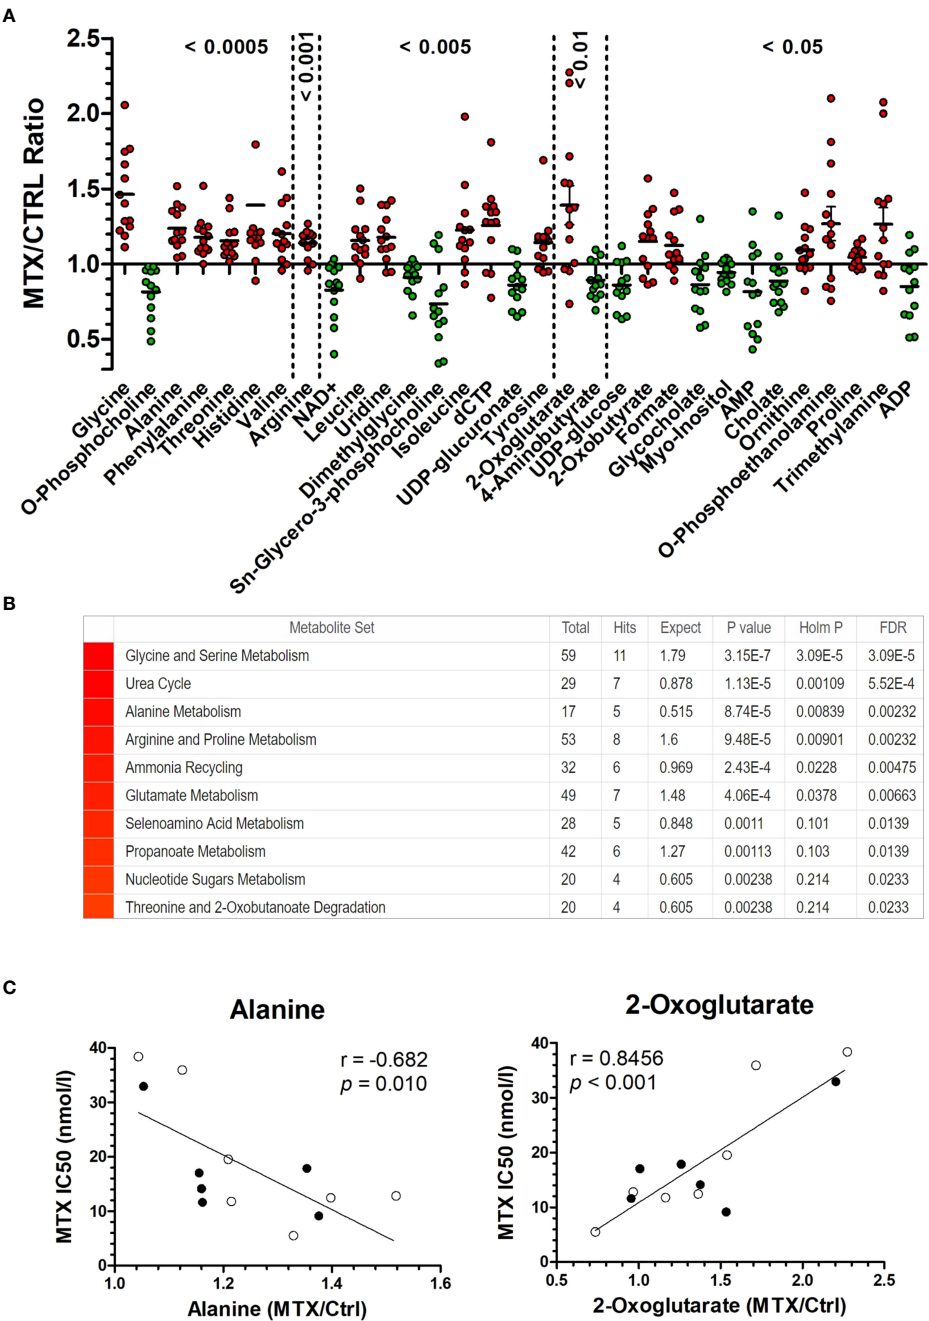 A
MTX/CTRL Ratio
2.5
2.0
1.5
1.0
0.5
< 0.0005
< 0.001
< 0.005
< 0.01
< 0.05
Glycine
O-Phosphocholine
Alanine
Phenylalanine
Threonine
Histidine
Valine
Arginine
NAD+
Leucine
Uridine
Dimethylglycine
Sn-Glycero-3-phosphocholine
Isoleucine
dCTP
UDP-glucuronate
Tyrosine
2-Oxoglutarate
4-Aminobutyrate
UDP-glucose
2-Oxobutyrate
Formate
Glycocholate
Myo-Inositol
AMP
Cholate
Ornithine
O-Phosphoethanolamine
Proline
Trimethylamine
ADP
B
Metabolite Set Total Hits Expect P value Holm P FDR
Glycine and Serine Metabolism 59 11 1.79 3.15E-7 3.09E-5 3.09E-5
Urea Cycle 29 7 0.878 1.13E-5 0.00109 5.52E-4
Alanine Metabolism 17 5 0.515 8.74E-5 0.00839 0.00232
Arginine and Proline Metabolism 53 8 1.6 9.48E-5 0.00901 0.00232
Ammonia Recycling 32 6 0.969 2.43E-4 0.0228 0.00475
Glutamate Metabolism 49 7 1.48 4.06E-4 0.0378 0.00663
Selenoamino Acid Metabolism 28 5 0.848 0.0011 0.101 0.0139
Propanoate Metabolism 42 6 1.27 0.00113 0.103 0.0139
Nucleotide Sugars Metabolism 20 4 0.605 0.00238 0.214 0.0233
Threonine and 2-Oxobutanoate Degradation 20 4 0.605 0.00238 0.214 0.0233
C
Alanine
r = -0.682
p = 0.010
MTX IC50 (nmol/l)
40
30
20
10
0
1.0 1.2 1.4 1.6
Alanine (MTX/Ctrl)
2-Oxoglutarate
r = 0.8456
p < 0.001
MTX IC50 (nmol/l)
40
30
20
10
0
0.5 1.0 1.5 2.0 2.5
2-Oxoglutarate (MTX/Ctrl)